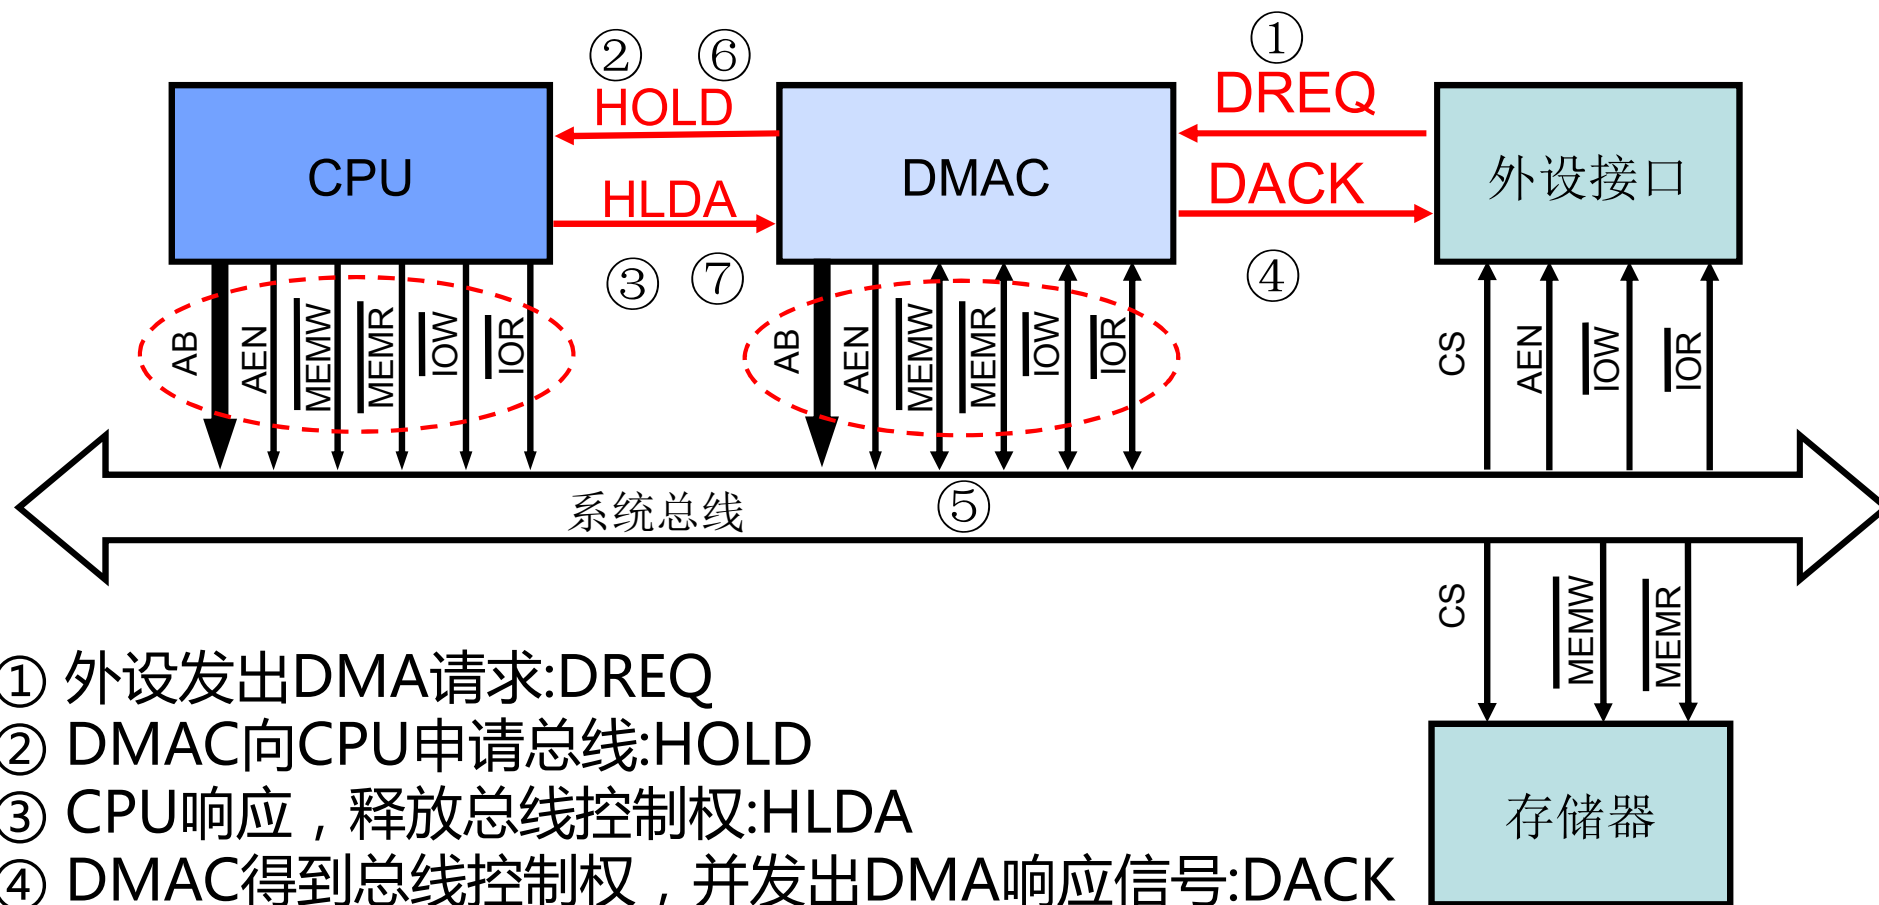 ② ⑥ ①
HOLD DREQ
CPU DMAC 外设接口
HLDA DACK
③ ⑦ ④
AB AEN MEMW MEMR IOW IOR AB AEN MEMW MEMR IOW IOR CS AEN IOW IOR
系统总线 ⑤
CS MEMW MEMR
① 外设发出DMA请求:DREQ
② DMAC向CPU申请总线:HOLD
③ CPU响应，释放总线控制权:HLDA
存储器
④ DMAC得到总线控制权，并发出DMA响应信号:DACK